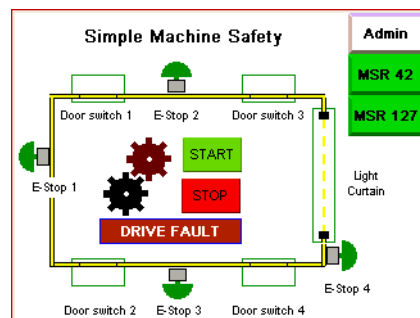 Simple Machine Safety
Admin
MSR 42
MSR 127
Door switch 1
E-Stop 2
Door switch 3
START
E-Stop 1
STOP
Light
Curtain
DRIVE FAULT
E-Stop 4
Door switch 2
E-Stop 3
Door switch 4